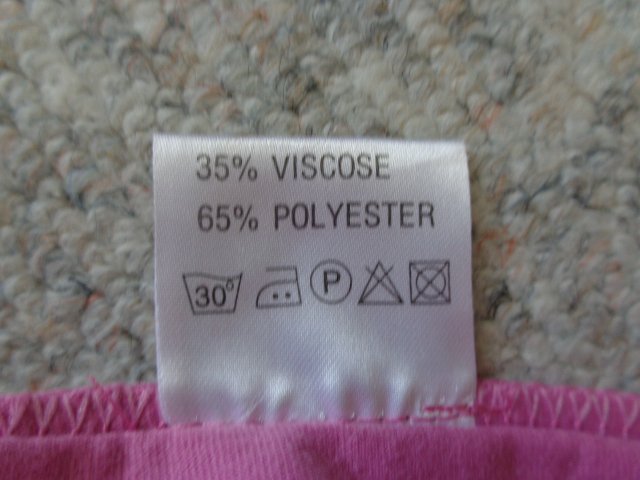 35% VISCOSE
65% POLYESTER
30° P